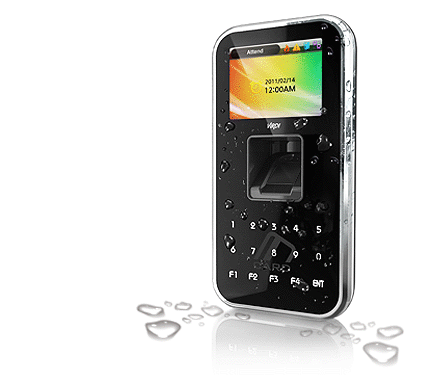 Attend
2011/02/14
12:00AM
ViRDI
1 2 3 4 5
6 7 8 9 0
CARD
F1 F2 F3 F4 ENT